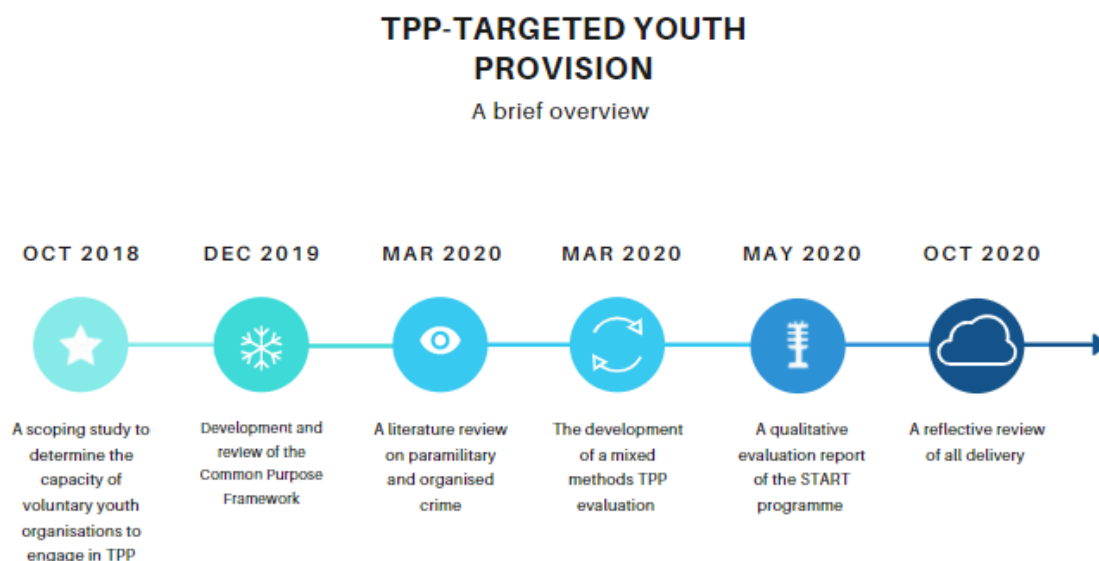 TPP-TARGETED YOUTH
PROVISION
A brief overview
OCT 2018
A scoping study to
determine the
capacity of
voluntary youth
organisations to
engage in TPP
DEC 2019
Development and
review of the
Common Purpose
Framework
MAR 2020
A literature review
on paramilitary
and organised
crime
MAR 2020
The development
of a mixed
methods TPP
evaluation
MAY 2020
A qualitative
evaluation report
of the START
programme
OCT 2020
A reflective review
of all delivery